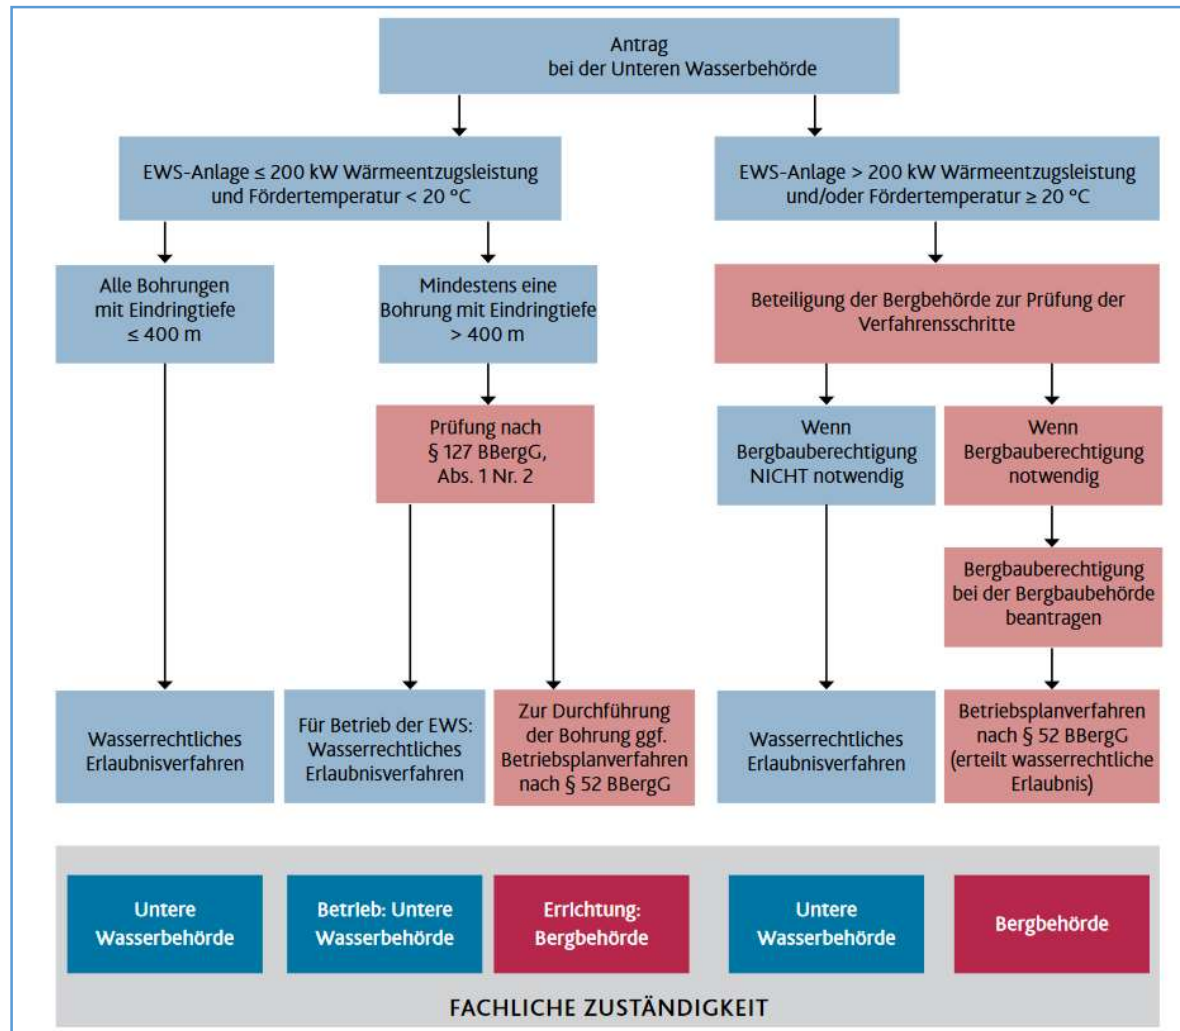 Antrag
bei der Unteren Wasserbehörde
EWS-Anlage ≤ 200 kW Wärmeentzugsleistung
und Fördertemperatur < 20 °C
EWS-Anlage > 200 kW Wärmeentzugsleistung
und/oder Fördertemperatur ≥ 20 °C
Alle Bohrungen
mit Eindringtiefe
≤ 400 m
Mindestens eine
Bohrung mit Eindringtiefe
> 400 m
Beteiligung der Bergbehörde zur Prüfung der
Verfahrensschritte
Prüfung nach
§ 127 BBergG,
Abs. 1 Nr. 2
Wenn
Bergbauberechtigung
NICHT notwendig
Wenn
Bergbauberechtigung
notwendig
Bergbauberechtigung
bei der Bergbaubehörde
beantragen
Wasserrechtliches
Erlaubnisverfahren
Für Betrieb der EWS:
Wasserrechtliches
Erlaubnisverfahren
Zur Durchführung
der Bohrung ggf.
Betriebsplanverfahren
nach § 52 BBergG
Wasserrechtliches
Erlaubnisverfahren
Betriebsplanverfahren
nach § 52 BBergG
(erteilt wasserrechtliche
Erlaubnis)
Untere
Wasserbehörde
Betrieb: Untere
Wasserbehörde
Errichtung:
Bergbehörde
Untere
Wasserbehörde
Bergbehörde
FACHLICHE ZUSTÄNDIGKEIT